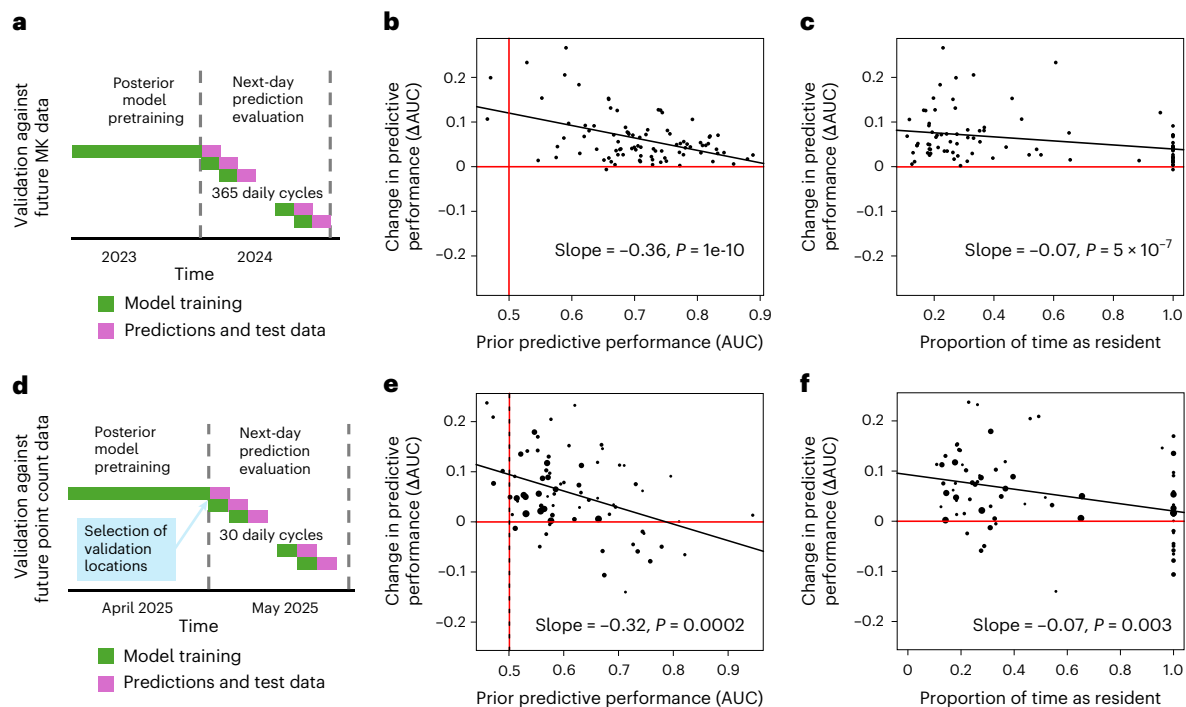 a
Validation against
future MK data
Posterior
model
pretraining
Next-day
prediction
evaluation
365 daily cycles
2023
2024
Time
Model training
Predictions and test data
b
Change in predictive
performance (ΔAUC)
0.2
0.1
0
−0.1
−0.2
Slope = −0.36, P = 1e-10
0.5
0.6
0.7
0.8
0.9
Prior predictive performance (AUC)
c
Change in predictive
performance (ΔAUC)
0.2
0.1
0
−0.1
−0.2
Slope = −0.07, P = 5 × 10⁻⁷
0.2
0.4
0.6
0.8
1.0
Proportion of time as resident
d
Validation against
future point count data
Posterior
model
pretraining
Next-day
prediction
evaluation
Selection of
validation
locations
30 daily cycles
April 2025
May 2025
Time
Model training
Predictions and test data
e
Change in predictive
performance (ΔAUC)
0.2
0.1
0
−0.1
−0.2
Slope = −0.32, P = 0.0002
0.5
0.6
0.7
0.8
0.9
Prior predictive performance (AUC)
f
Change in predictive
performance (ΔAUC)
0.2
0.1
0
−0.1
−0.2
Slope = −0.07, P = 0.003
0
0.2
0.4
0.6
0.8
1.0
Proportion of time as resident